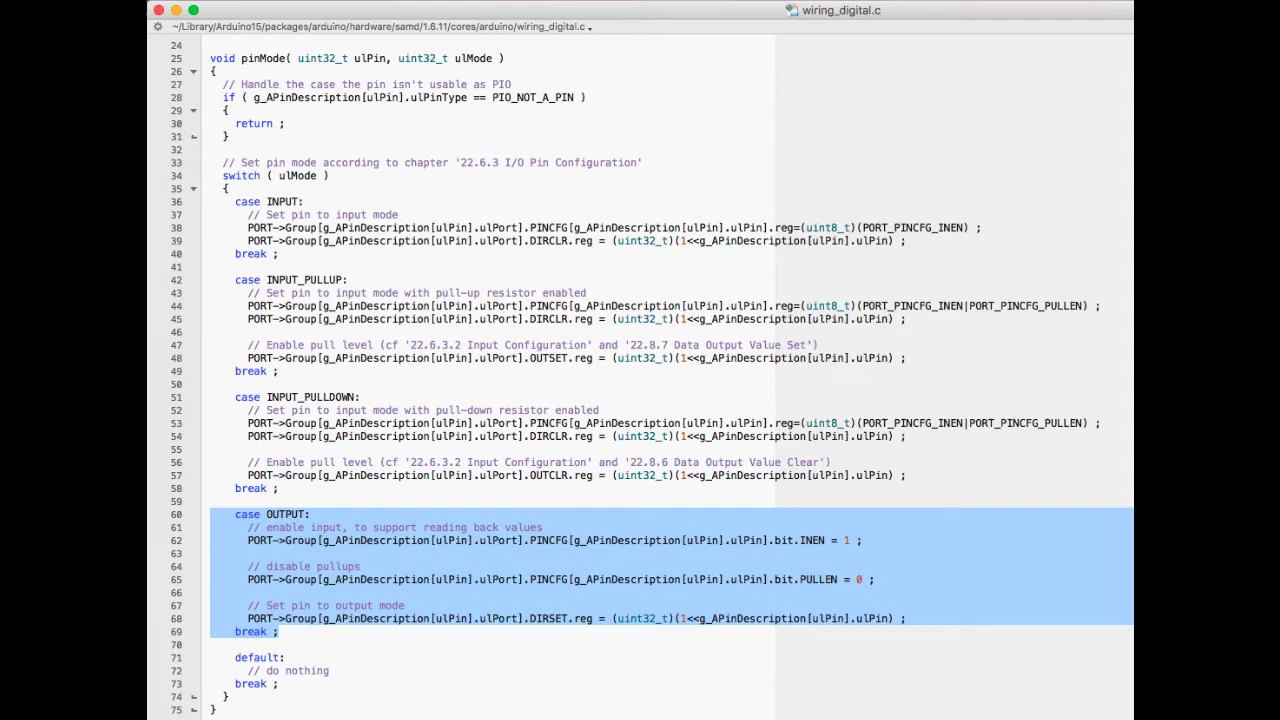 wiring_digital.c
~/Library/Arduino15/packages/arduino/hardware/samd/1.6.11/cores/arduino/wiring_digital.c
24
25 void pinMode( uint32_t ulPin, uint32_t ulMode )
26 {
27 // Handle the case the pin isn't usable as PIO
28 if ( g_APinDescription[ulPin].ulPinType == PIO_NOT_A_PIN )
29 {
30 return ;
31 }
32
33 // Set pin mode according to chapter '22.6.3 I/O Pin Configuration'
34 switch ( ulMode )
35 {
36 case INPUT:
37 // Set pin to input mode
38 PORT->Group[g_APinDescription[ulPin].ulPort].PINCFG[g_APinDescription[ulPin].ulPin].reg=(uint8_t)(PORT_PINCFG_INEN) ;
39 PORT->Group[g_APinDescription[ulPin].ulPort].DIRCLR.reg = (uint32_t)(1<<g_APinDescription[ulPin].ulPin) ;
40 break ;
41
42 case INPUT_PULLUP:
43 // Set pin to input mode with pull-up resistor enabled
44 PORT->Group[g_APinDescription[ulPin].ulPort].PINCFG[g_APinDescription[ulPin].ulPin].reg=(uint8_t)(PORT_PINCFG_INEN|PORT_PINCFG_PULLEN) ;
45 PORT->Group[g_APinDescription[ulPin].ulPort].DIRCLR.reg = (uint32_t)(1<<g_APinDescription[ulPin].ulPin) ;
46
47 // Enable pull level (cf '22.6.3.2 Input Configuration' and '22.8.7 Data Output Value Set')
48 PORT->Group[g_APinDescription[ulPin].ulPort].OUTSET.reg = (uint32_t)(1<<g_APinDescription[ulPin].ulPin) ;
49 break ;
50
51 case INPUT_PULLDOWN:
52 // Set pin to input mode with pull-down resistor enabled
53 PORT->Group[g_APinDescription[ulPin].ulPort].PINCFG[g_APinDescription[ulPin].ulPin].reg=(uint8_t)(PORT_PINCFG_INEN|PORT_PINCFG_PULLEN) ;
54 PORT->Group[g_APinDescription[ulPin].ulPort].DIRCLR.reg = (uint32_t)(1<<g_APinDescription[ulPin].ulPin) ;
55
56 // Enable pull level (cf '22.6.3.2 Input Configuration' and '22.8.6 Data Output Value Clear')
57 PORT->Group[g_APinDescription[ulPin].ulPort].OUTCLR.reg = (uint32_t)(1<<g_APinDescription[ulPin].ulPin) ;
58 break ;
59
60 case OUTPUT:
61 // enable input, to support reading back values
62 PORT->Group[g_APinDescription[ulPin].ulPort].PINCFG[g_APinDescription[ulPin].ulPin].bit.INEN = 1 ;
63
64 // disable pullups
65 PORT->Group[g_APinDescription[ulPin].ulPort].PINCFG[g_APinDescription[ulPin].ulPin].bit.PULLEN = 0 ;
66
67 // Set pin to output mode
68 PORT->Group[g_APinDescription[ulPin].ulPort].DIRSET.reg = (uint32_t)(1<<g_APinDescription[ulPin].ulPin) ;
69 break ;
70
71 default:
72 // do nothing
73 break ;
74 }
75 }